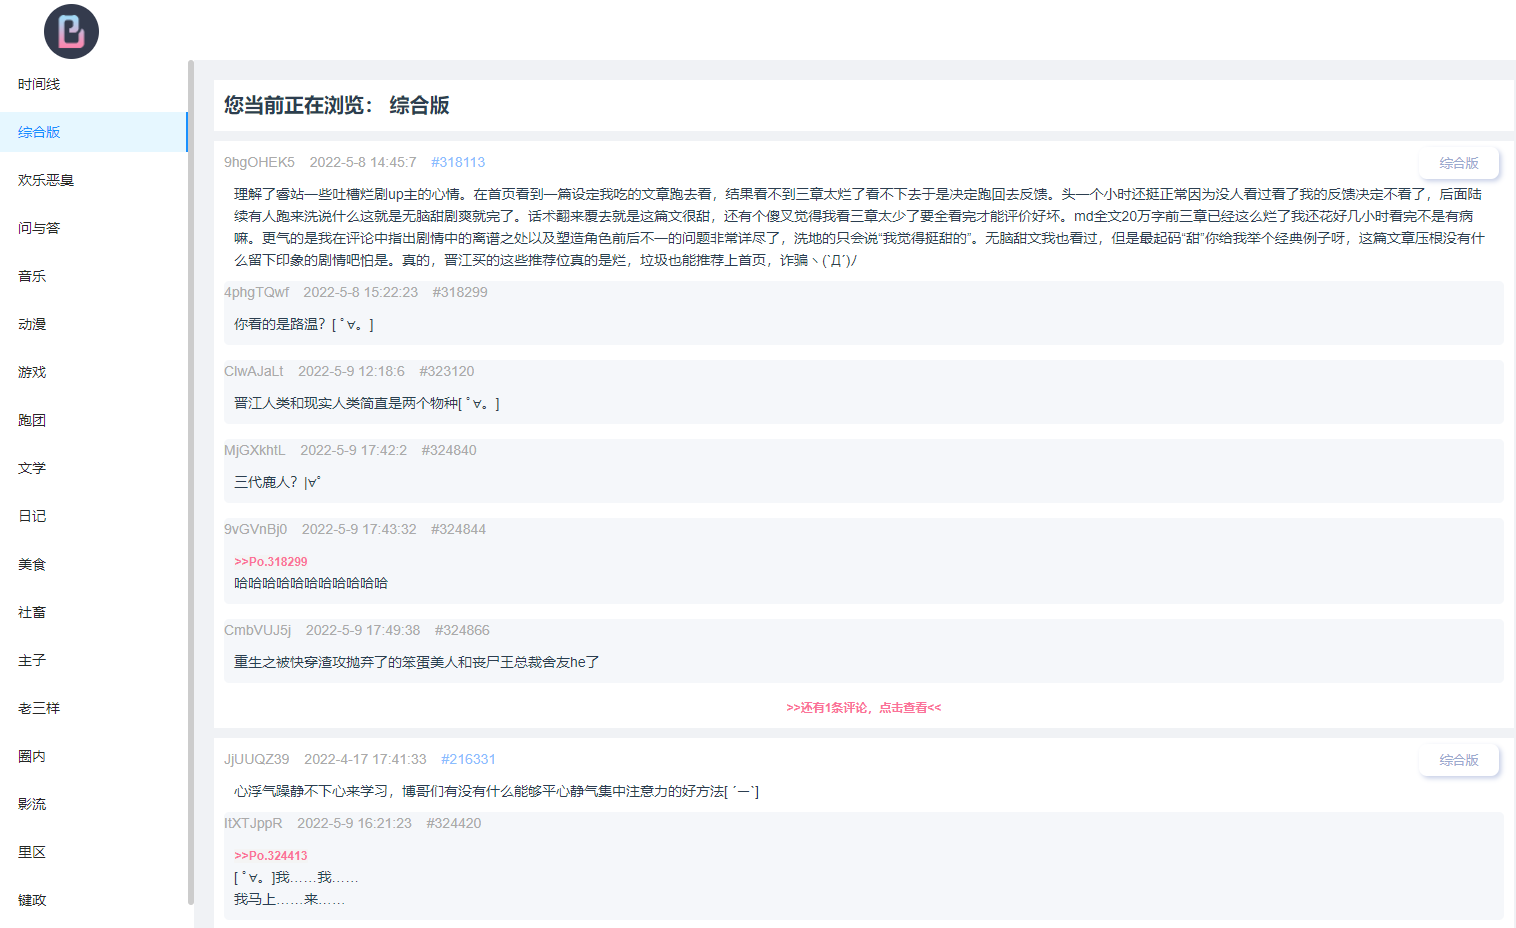 时间线
综合版
欢乐恶臭
问与答
音乐
动漫
游戏
跑团
文学
日记
美食
社畜
主子
老三样
圈内
影流
里区
键政
您当前正在浏览： 综合版
9hgOHEK5 2022-5-8 14:45:7 #318113 综合版
理解了睿站一些吐槽烂剧up主的心情。在首页看到一篇设定我吃的文章跑去看，结果看不到三章太烂了看不下去于是决定跑回去反馈。头一个小时还挺正常因为没人看过看了我的反馈决定不看了，后面陆
续有人跑来洗说什么这就是无脑甜剧爽就完了。话术翻来覆去就是这篇文很甜，还有个傻叉觉得我看三章太少了要全看完才能评价好坏。md全文20万字前三章已经这么烂了我还花好几小时看完不是有病
嘛。更气的是我在评论中指出剧情中的离谱之处以及塑造角色前后不一的问题非常详尽了，洗地的只会说“我觉得挺甜的”。无脑甜文我也看过，但是最起码“甜”你给我举个经典例子呀，这篇文章压根没有什
么留下印象的剧情吧怕是。真的，晋江买的这些推荐位真的是烂，垃圾也能推荐上首页，诈骗ヽ(`Д´)ﾉ
4phgTQwf 2022-5-8 15:22:23 #318299
你看的是路温？[ ﾟ∀。]
ClwAJaLt 2022-5-9 12:18:6 #323120
晋江人类和现实人类简直是两个物种[ ﾟ∀。]
MjGXkhtL 2022-5-9 17:42:2 #324840
三代鹿人？|∀ﾟ
9vGVnBj0 2022-5-9 17:43:32 #324844
>>Po.318299
哈哈哈哈哈哈哈哈哈哈哈
CmbVUJ5j 2022-5-9 17:49:38 #324866
重生之被快穿渣攻抛弃了的笨蛋美人和丧尸王总裁舍友he了
>>还有1条评论，点击查看<<
JjUUQZ39 2022-4-17 17:41:33 #216331 综合版
心浮气躁静不下心来学习，博哥们有没有什么能够平心静气集中注意力的好方法[ ´ー`]
ItXTJppR 2022-5-9 16:21:23 #324420
>>Po.324413
[ ﾟ∀。]我……我……
我马上……来……